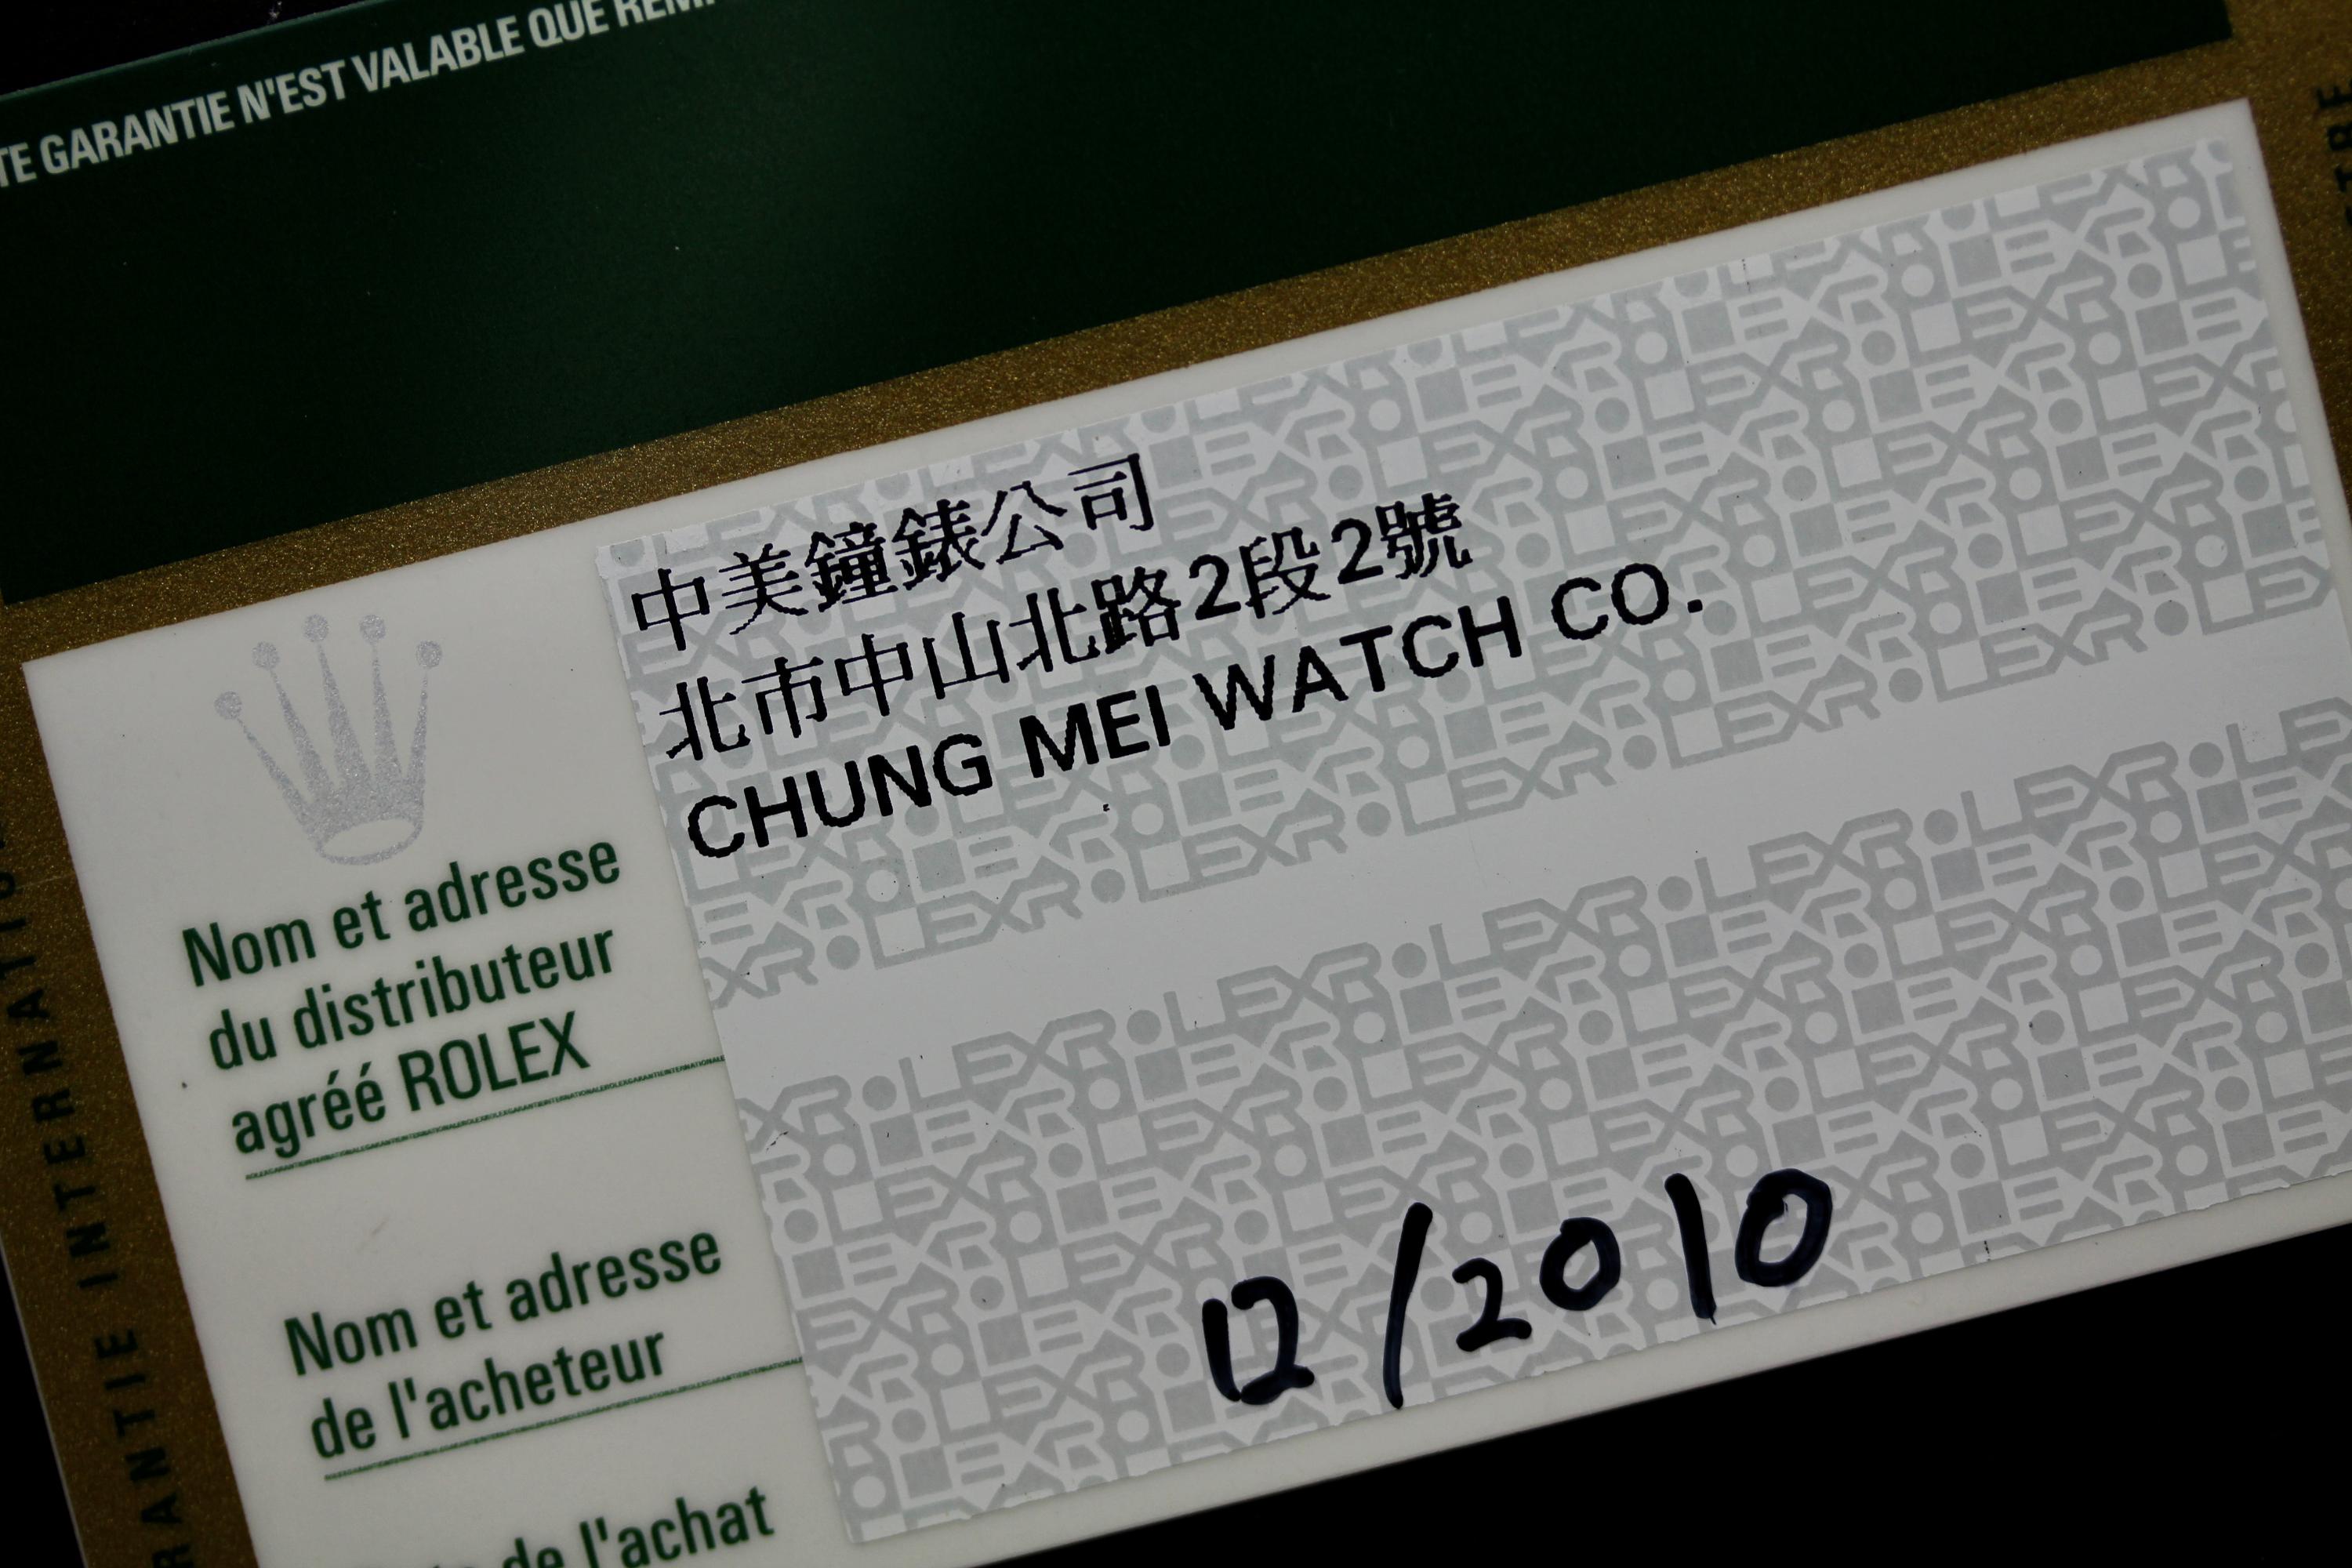 TE GARANTIE N'EST VALABLE QUE
中美鐘錶公司
北市中山北路2段2號
CHUNG MEI WATCH CO.
Nom et adresse
du distributeur
agréé ROLEX
Nom et adresse
de l'acheteur
de l'achat
12/2010
RANTIE INTERNATIO